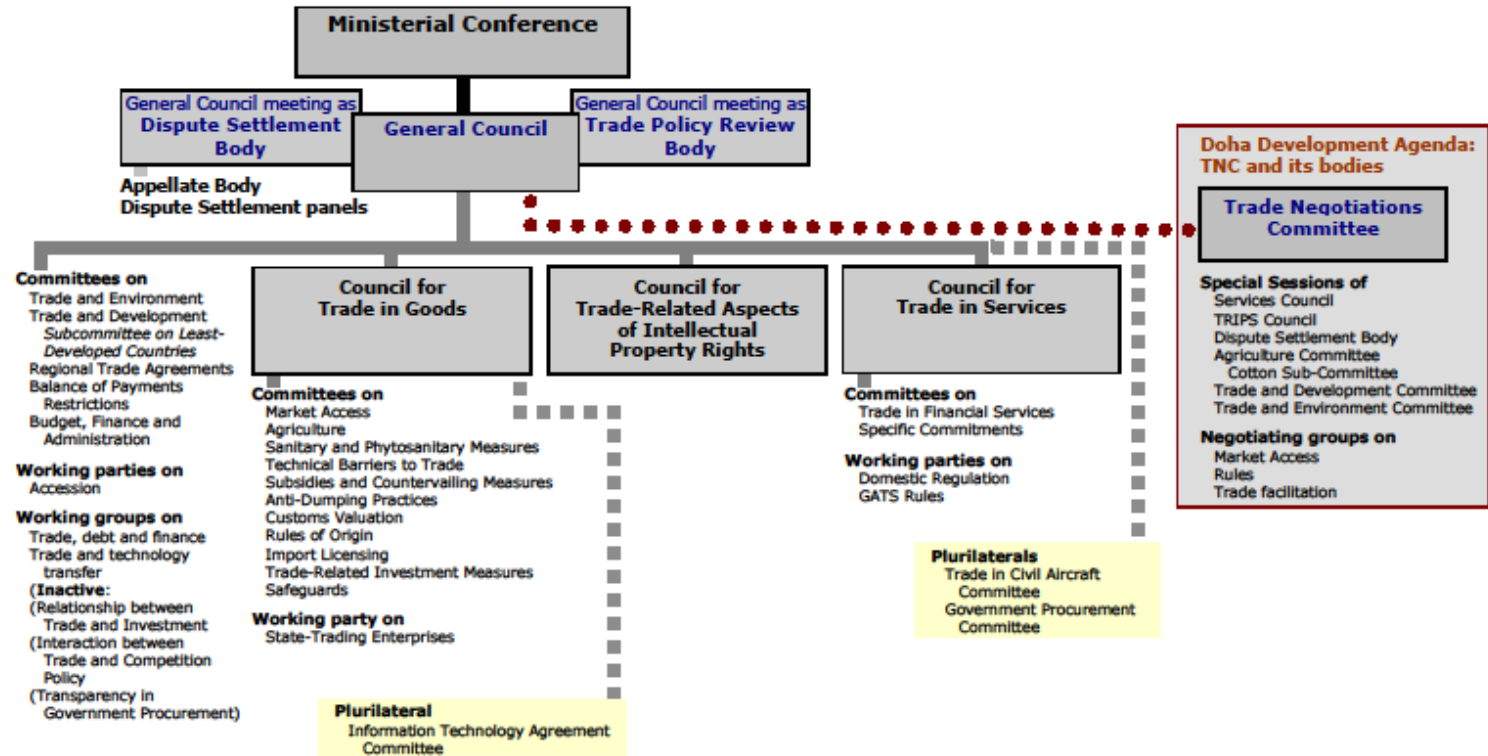 Ministerial Conference
General Council meeting as
Dispute Settlement
Body
General Council
General Council meeting as
Trade Policy Review
Body
Appellate Body
Dispute Settlement panels
Doha Development Agenda:
TNC and its bodies
Trade Negotiations
Committee
Special Sessions of
Services Council
TRIPS Council
Dispute Settlement Body
Agriculture Committee
Cotton Sub-Committee
Trade and Development Committee
Trade and Environment Committee
Negotiating groups on
Market Access
Rules
Trade facilitation
Committees on
Trade and Environment
Trade and Development
Subcommittee on Least-
Developed Countries
Regional Trade Agreements
Balance of Payments
Restrictions
Budget, Finance and
Administration
Working parties on
Accession
Working groups on
Trade, debt and finance
Trade and technology
transfer
(Inactive:
(Relationship between
Trade and Investment
(Interaction between
Trade and Competition
Policy
(Transparency in
Government Procurement)
Council for
Trade in Goods
Committees on
Market Access
Agriculture
Sanitary and Phytosanitary Measures
Technical Barriers to Trade
Subsidies and Countervailing Measures
Anti-Dumping Practices
Customs Valuation
Rules of Origin
Import Licensing
Trade-Related Investment Measures
Safeguards
Working party on
State-Trading Enterprises
Plurilateral
Information Technology Agreement
Committee
Council for
Trade-Related Aspects
of Intellectual
Property Rights
Council for
Trade in Services
Committees on
Trade in Financial Services
Specific Commitments
Working parties on
Domestic Regulation
GATS Rules
Plurilaterals
Trade in Civil Aircraft
Committee
Government Procurement
Committee